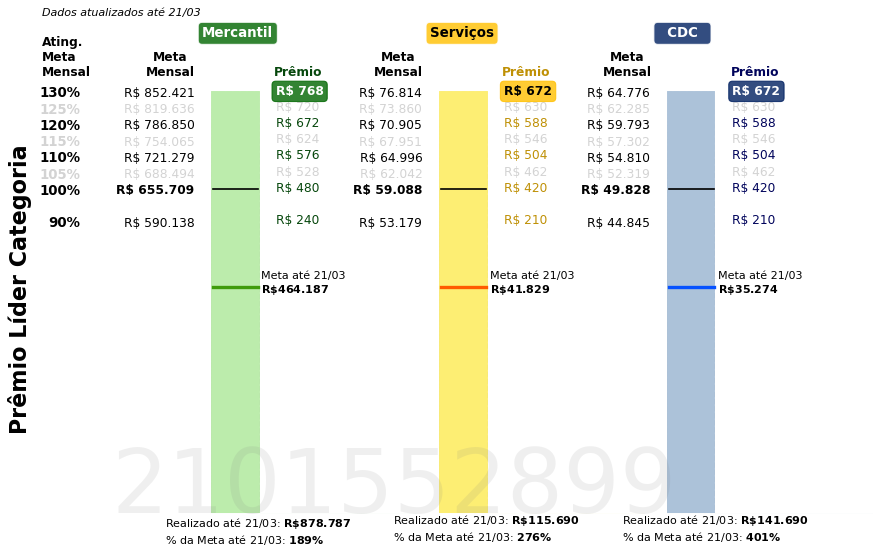 Dados atualizados até 21/03
Mercantil
Serviços
CDC
Ating.
Meta
Mensal
Meta
Mensal
Prêmio
Meta
Mensal
Prêmio
Meta
Mensal
Prêmio
130% R$ 852.421 R$ 768 R$ 76.814 R$ 672 R$ 64.776 R$ 672
125% R$ 819.636 R$ 720 R$ 73.860 R$ 630 R$ 62.285 R$ 630
120% R$ 786.850 R$ 672 R$ 70.905 R$ 588 R$ 59.793 R$ 588
115% R$ 754.065 R$ 624 R$ 67.951 R$ 546 R$ 57.302 R$ 546
110% R$ 721.279 R$ 576 R$ 64.996 R$ 504 R$ 54.810 R$ 504
105% R$ 688.494 R$ 528 R$ 62.042 R$ 462 R$ 52.319 R$ 462
100% R$ 655.709 R$ 480 R$ 59.088 R$ 420 R$ 49.828 R$ 420
90% R$ 590.138 R$ 240 R$ 53.179 R$ 210 R$ 44.845 R$ 210
Meta até 21/03
R$464.187
Meta até 21/03
R$41.829
Meta até 21/03
R$35.274
Prêmio Líder Categoria
2101552899
Realizado até 21/03: R$878.787
% da Meta até 21/03: 189%
Realizado até 21/03: R$115.690
% da Meta até 21/03: 276%
Realizado até 21/03: R$141.690
% da Meta até 21/03: 401%